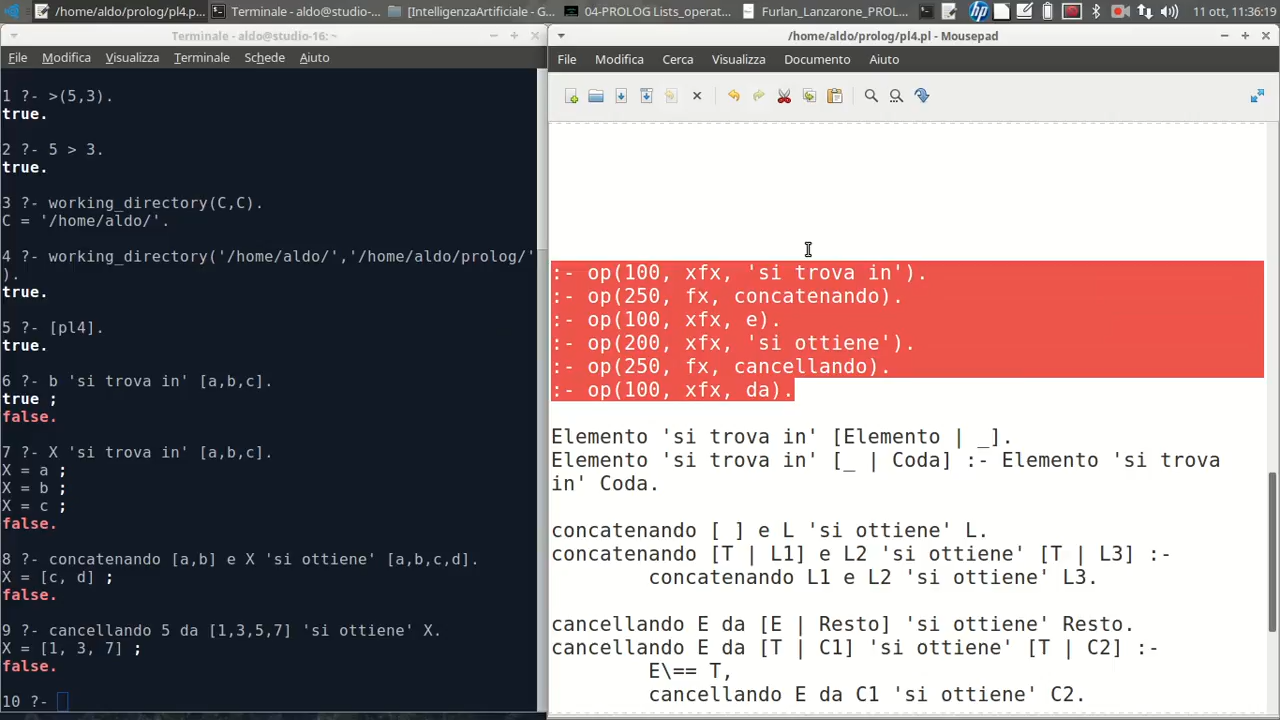 /home/aldo/prolog/pl4.p...
Terminale - aldo@studio-...
[IntelligenzaArtificiale - G...
04-PROLOG Lists_operat...
Furlan_Lanzarone_PROL...
11 ott, 11:36:19
Terminale - aldo@studio-16: ~
File Modifica Visualizza Terminale Schede Aiuto
1 ?- >(5,3).
true.
2 ?- 5 > 3.
true.
3 ?- working_directory(C,C).
C = '/home/aldo/'.
4 ?- working_directory('/home/aldo/','/home/aldo/prolog/'
).
true.
5 ?- [pl4].
true.
6 ?- b 'si trova in' [a,b,c].
true ;
false.
7 ?- X 'si trova in' [a,b,c].
X = a ;
X = b ;
X = c ;
false.
8 ?- concatenando [a,b] e X 'si ottiene' [a,b,c,d].
X = [c, d] ;
false.
9 ?- cancellando 5 da [1,3,5,7] 'si ottiene' X.
X = [1, 3, 7] ;
false.
10 ?-
/home/aldo/prolog/pl4.pl - Mousepad
File Modifica Cerca Visualizza Documento Aiuto
:- op(100, xfx, 'si trova in').
:- op(250, fx, concatenando).
:- op(100, xfx, e).
:- op(200, xfx, 'si ottiene').
:- op(250, fx, cancellando).
:- op(100, xfx, da).
Elemento 'si trova in' [Elemento | _].
Elemento 'si trova in' [_ | Coda] :- Elemento 'si trova
in' Coda.
concatenando [ ] e L 'si ottiene' L.
concatenando [T | L1] e L2 'si ottiene' [T | L3] :-
concatenando L1 e L2 'si ottiene' L3.
cancellando E da [E | Resto] 'si ottiene' Resto.
cancellando E da [T | C1] 'si ottiene' [T | C2] :-
E\== T,
cancellando E da C1 'si ottiene' C2.